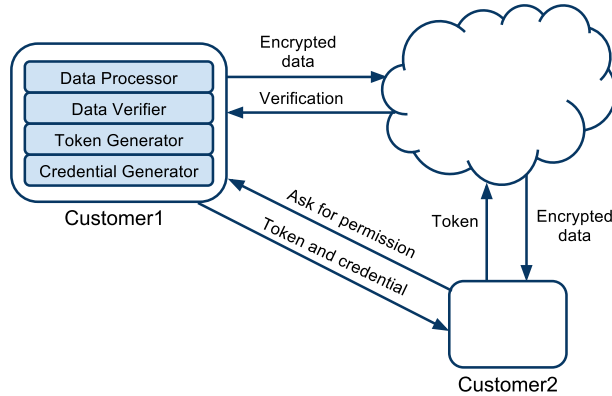 Encrypted
data
Data Processor
Data Verifier
Verification
Token Generator
Credential Generator
Customer1
Ask for permission
Token and credential
Token
Encrypted
data
Customer2